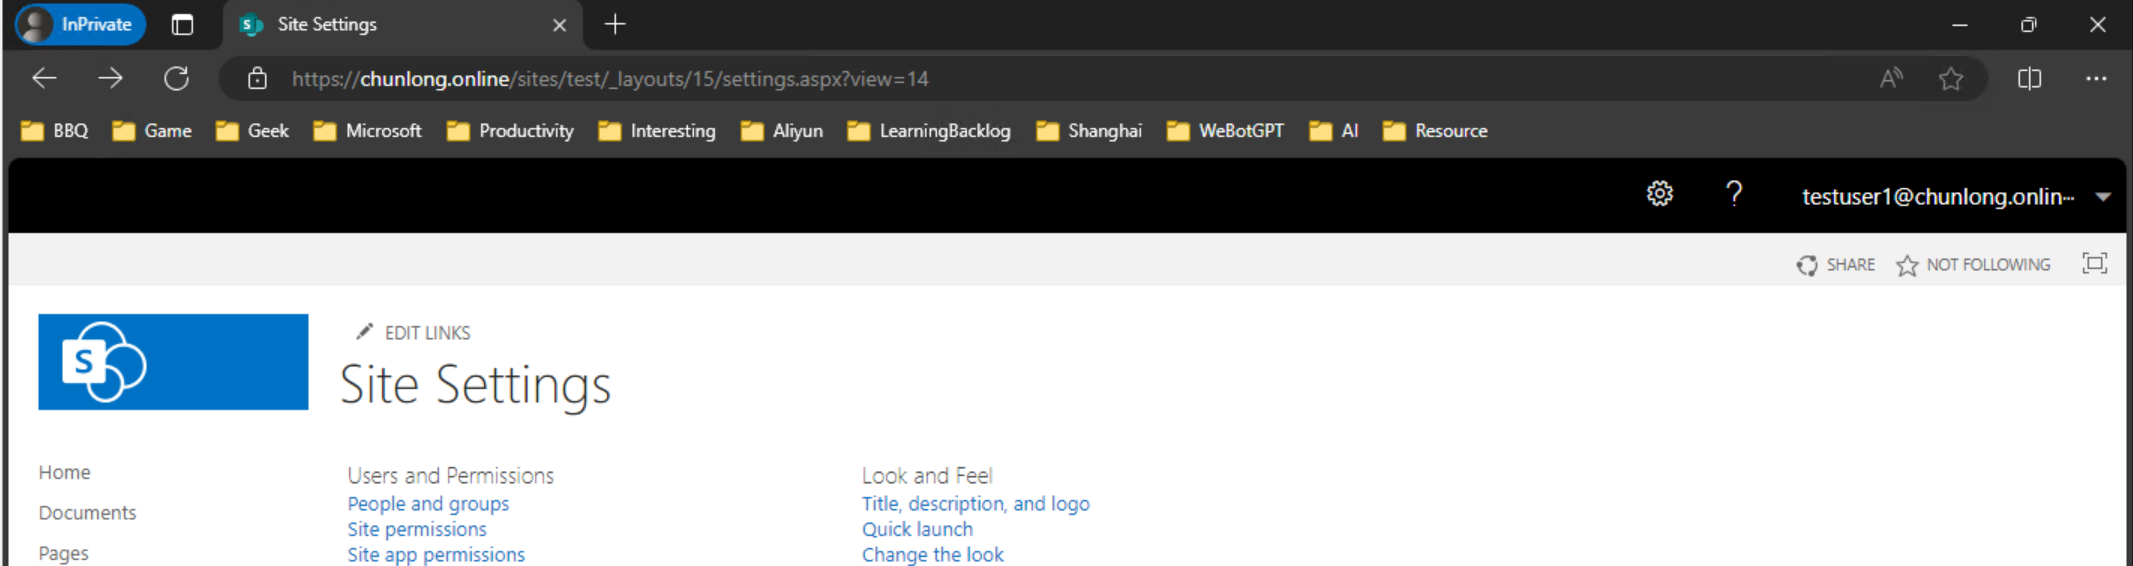 InPrivate Site Settings
https://chunlong.online/sites/test/_layouts/15/settings.aspx?view=14
BBQ Game Geek Microsoft Productivity Interesting Aliyun LearningBacklog Shanghai WeBotGPT AI Resource
? testuser1@chunlong.onlin...
SHARE NOT FOLLOWING
S
EDIT LINKS
Site Settings
Home
Documents
Pages
Users and Permissions
People and groups
Site permissions
Site app permissions
Look and Feel
Title, description, and logo
Quick launch
Change the look